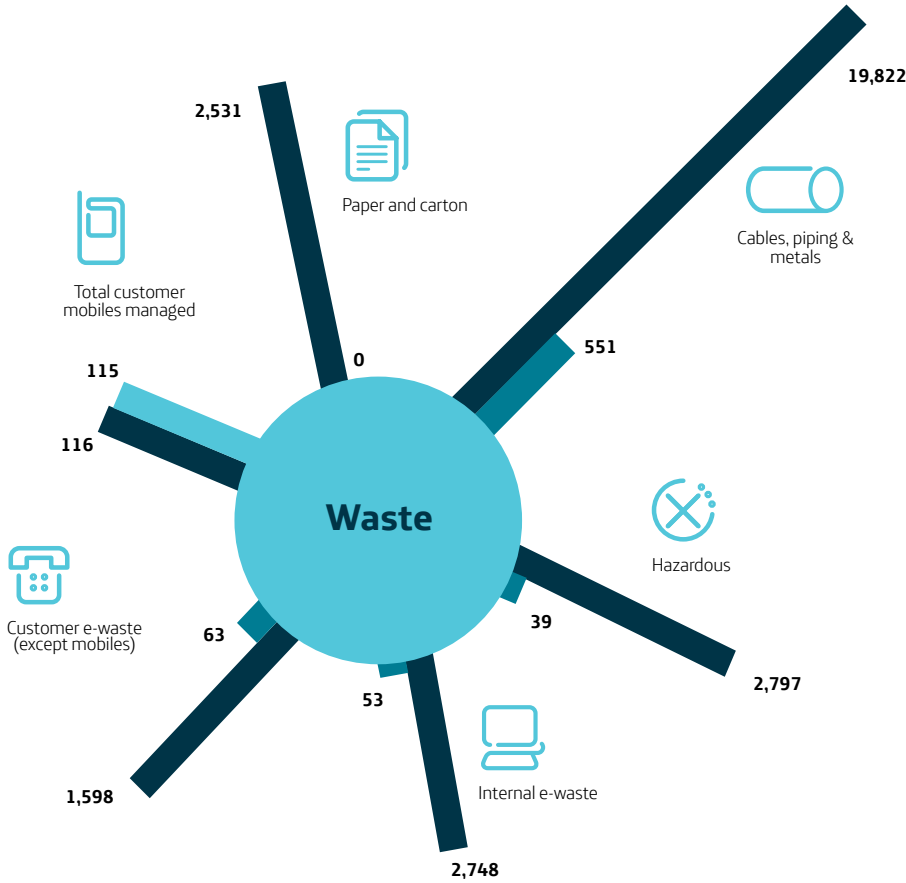 19,822
2,531
Paper and carton
Cables, piping &
metals
Total customer
mobiles managed
0
551
115
116
Waste
Hazardous
39
Customer e-waste
(except mobiles)
63
53
2,797
1,598
Internal e-waste
2,748